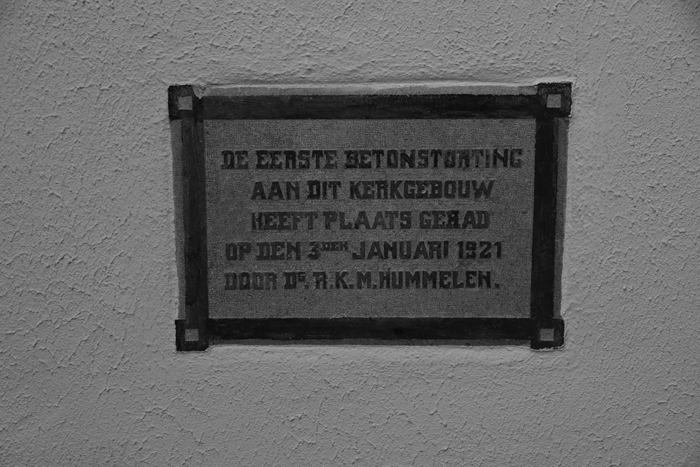 DE EERSTE BETONSTORTING
AAN DIT KERKGEBOUW
HEEFT PLAATS GEHAD
OP DEN 3DEN JANUARI 1921
DOOR DS. R.K.M. HUMMELEN.